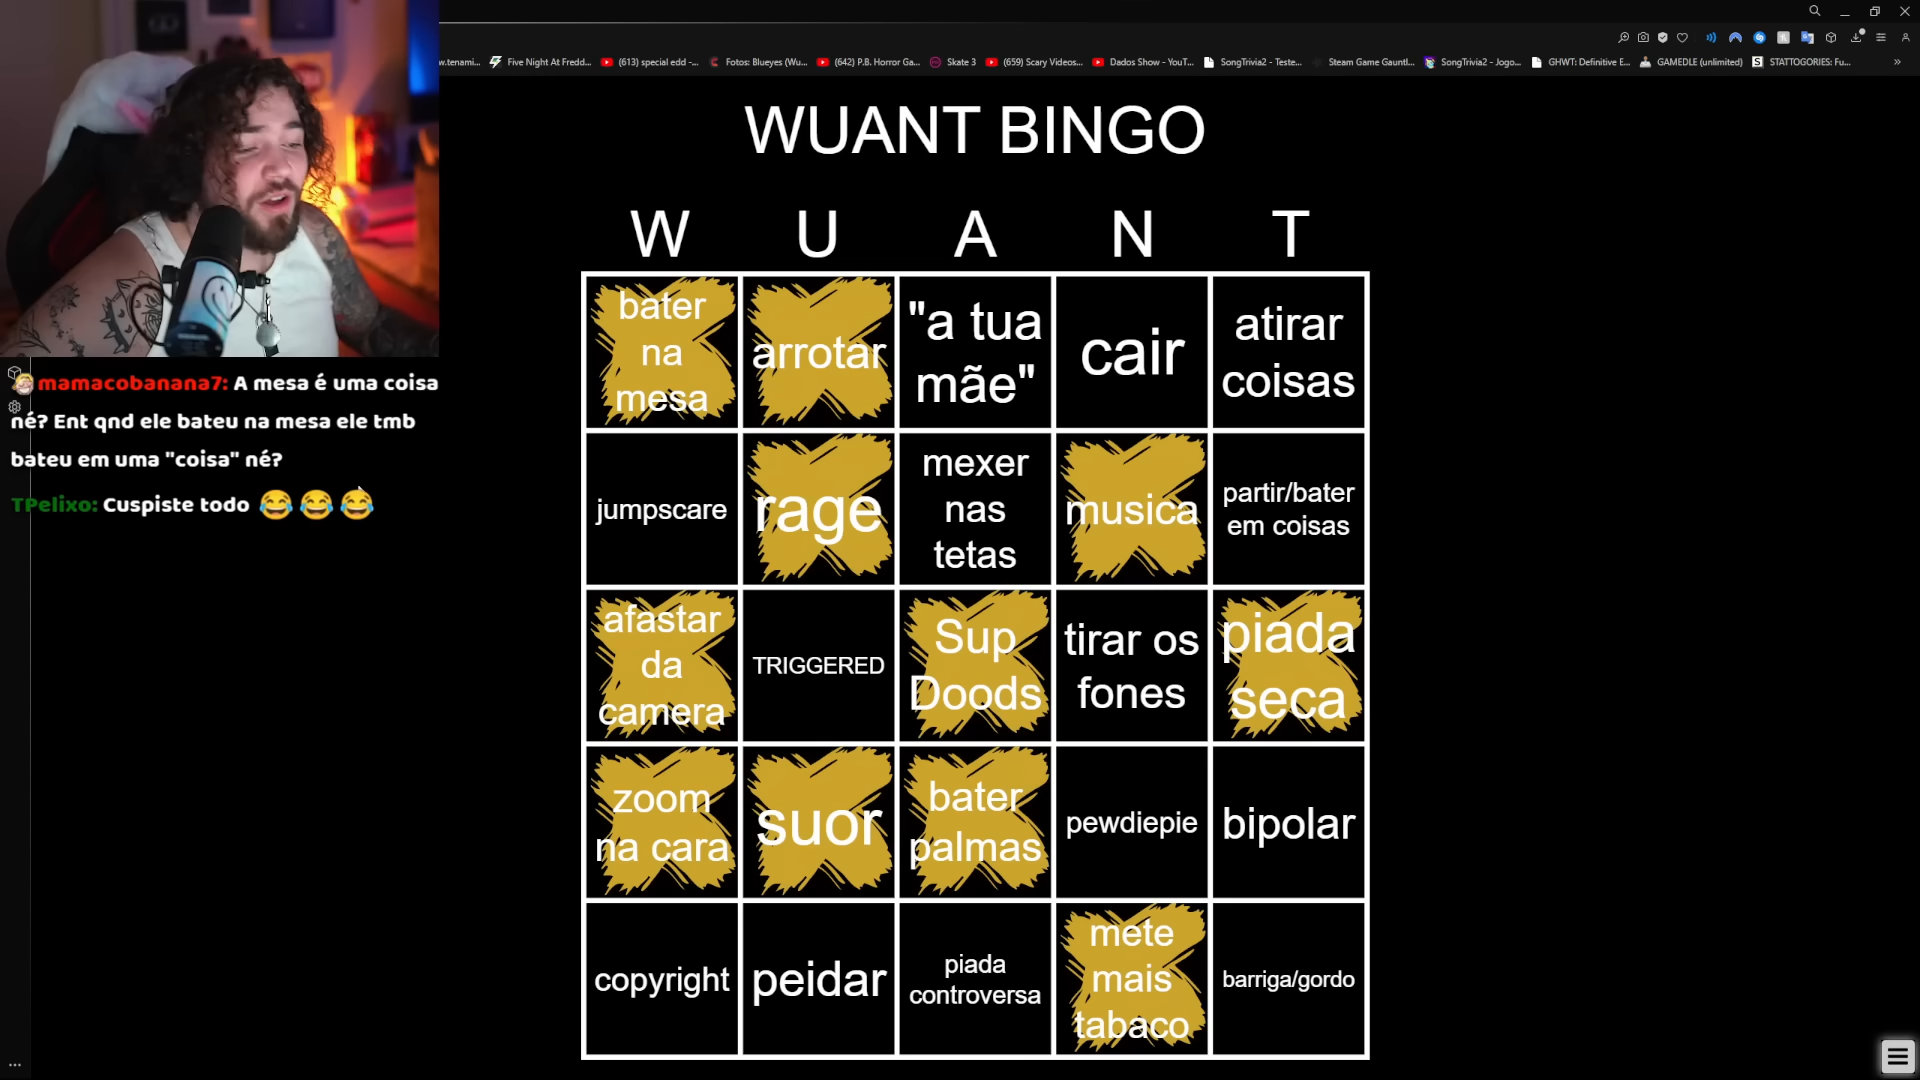 w.tenami...
Five Night At Fredd...
(613) special edd -...
Fotos: Blueyes (Wu...
(642) P.B. Horror Ga...
Skate 3
(659) Scary Videos...
Dados Show - YouT...
SongTrivia2 - Teste...
Steam Game Gauntl...
SongTrivia2 - Jogo...
GHWT: Definitive E...
GAMEDLE (unlimited)
STATTOGORIES: Fu...
WUANT BINGO
W U A N T
bater
na
mesa
arrotar
"a tua
mãe"
cair
atirar
coisas
jumpscare
rage
mexer
nas
tetas
musica
partir/bater
em coisas
afastar
da
camera
TRIGGERED
Sup
Doods
tirar os
fones
piada
seca
zoom
na cara
suor
bater
palmas
pewdiepie
bipolar
copyright
peidar
piada
controversa
mete
mais
tabaco
barriga/gordo
mamacobanana7: A mesa é uma coisa
né? Ent qnd ele bateu na mesa ele tmb
bateu em uma "coisa" né?
TPelixo: Cuspiste todo 😂 😂 😂